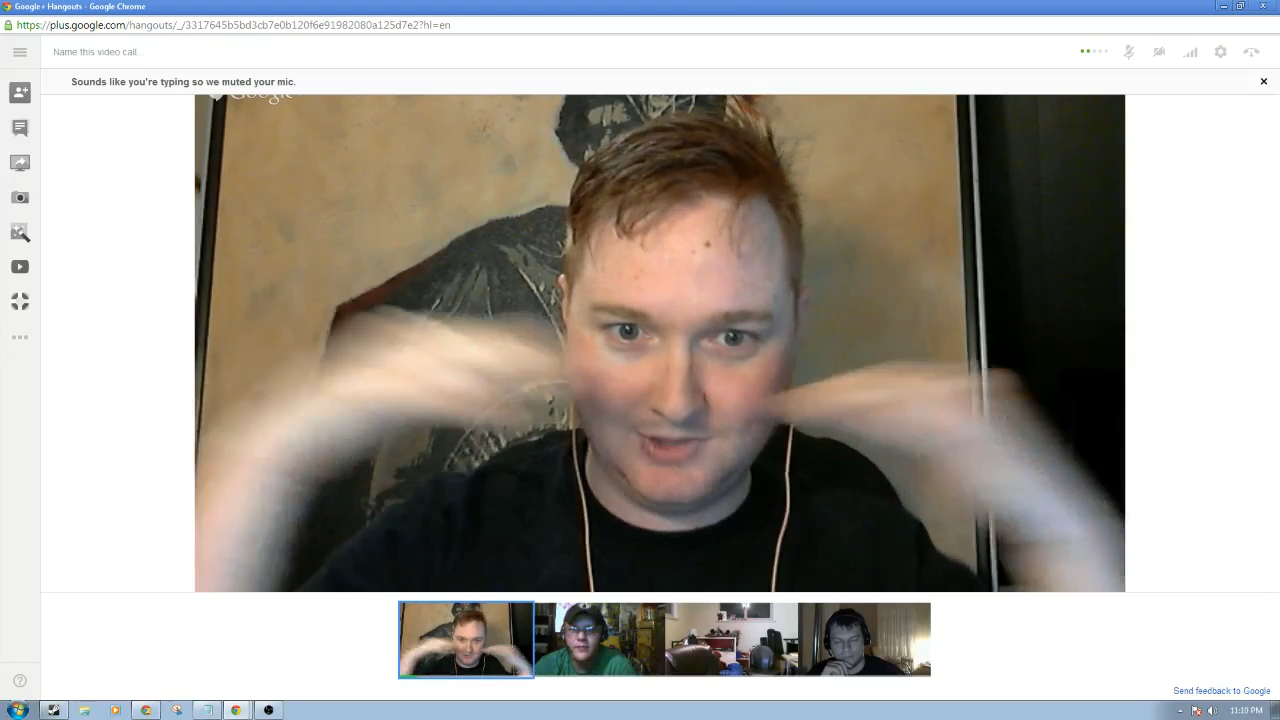 Google+ Hangouts - Google Chrome
https://plus.google.com/hangouts/_/3317645b5bd3cb7e0b120f6e91982080a125d7e2?hl=en
Name this video call...
Sounds like you're typing so we muted your mic.
Google
Send feedback to Google
11:10 PM